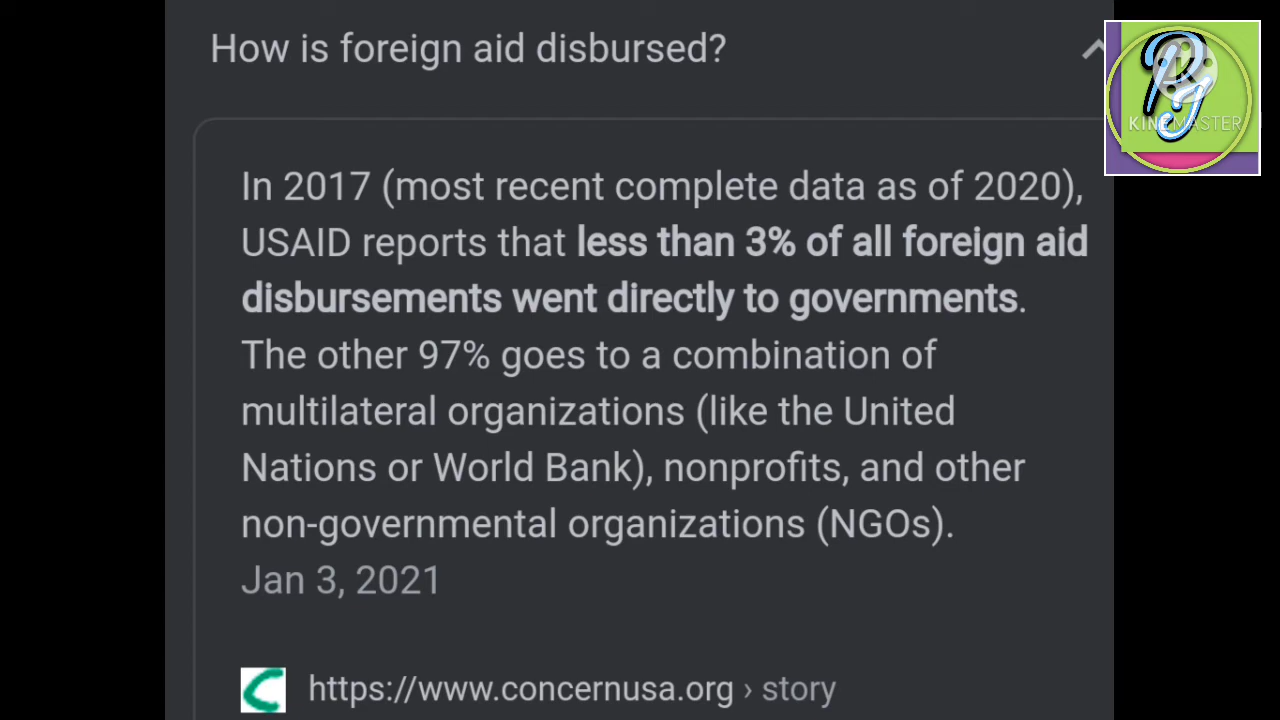 How is foreign aid disbursed?
In 2017 (most recent complete data as of 2020),
USAID reports that less than 3% of all foreign aid
disbursements went directly to governments.
The other 97% goes to a combination of
multilateral organizations (like the United
Nations or World Bank), nonprofits, and other
non-governmental organizations (NGOs).
Jan 3, 2021
https://www.concernusa.org › story
KINEMASTER